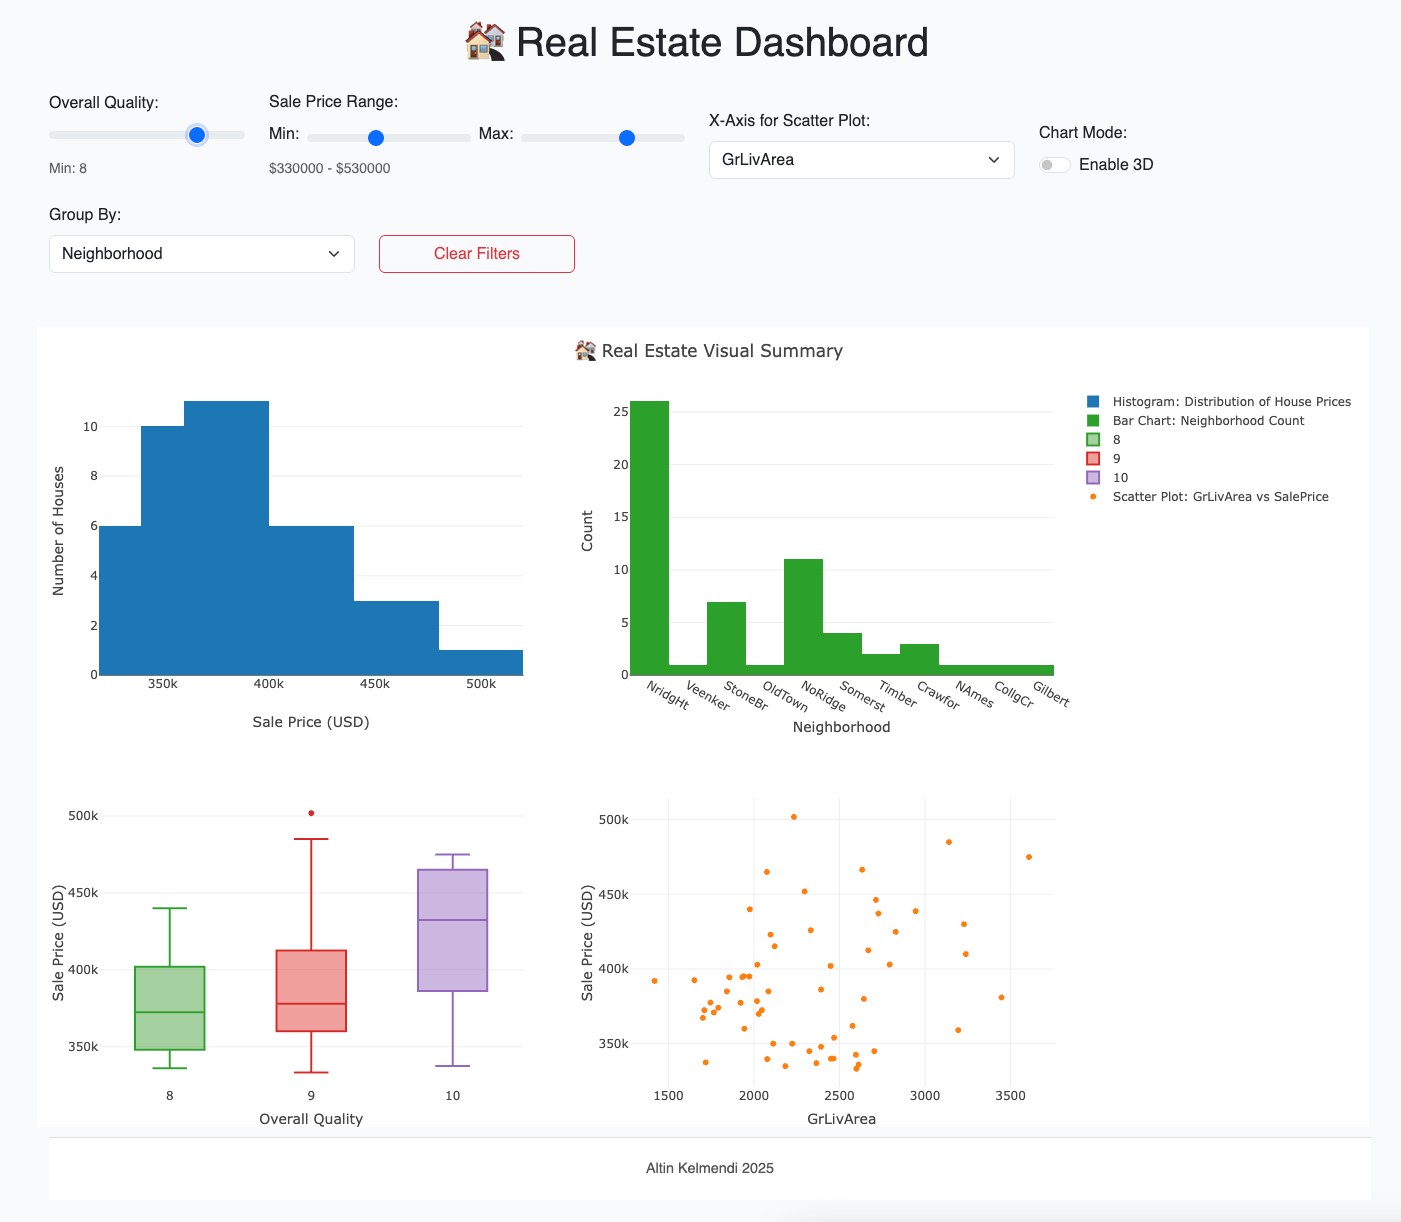 Real Estate Dashboard
Overall Quality:
Min: 8
Sale Price Range:
Min:
Max:
$330000 - $530000
X-Axis for Scatter Plot:
GrLivArea
Chart Mode:
Enable 3D
Group By:
Neighborhood
Clear Filters
Real Estate Visual Summary
Number of Houses
10
8
6
4
2
0
350k
400k
450k
500k
Sale Price (USD)
Count
25
20
15
10
5
0
NridgHt
Veenker
StoneBr
OldTown
NoRidge
Somerst
Timber
Crawfor
NAmes
CollgCr
Gilbert
Neighborhood
Histogram: Distribution of House Prices
Bar Chart: Neighborhood Count
8
9
10
Scatter Plot: GrLivArea vs SalePrice
Sale Price (USD)
500k
450k
400k
350k
8
9
10
Overall Quality
Sale Price (USD)
500k
450k
400k
350k
1500
2000
2500
3000
3500
GrLivArea
Altin Kelmendi 2025